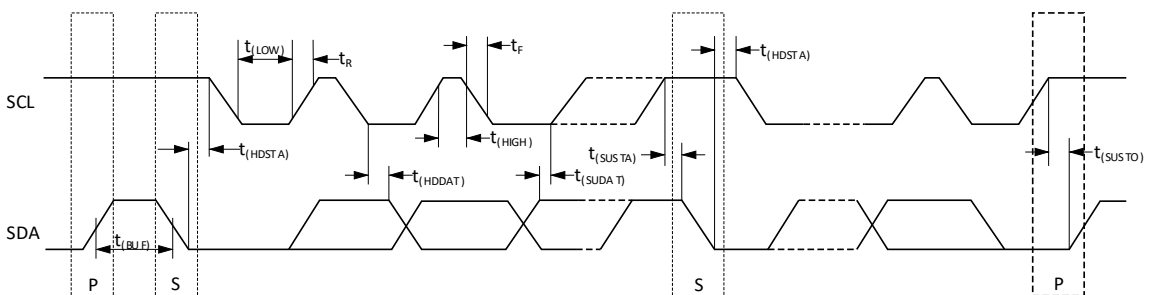 t(LOW)
tR
tF
t(HDSTA)
SCL
t(HDSTA)
t(HIGH)
t(SUSTA)
t(SUSTO)
t(HDDAT)
t(SUDAT)
SDA
t(BUF)
P
S
S
P